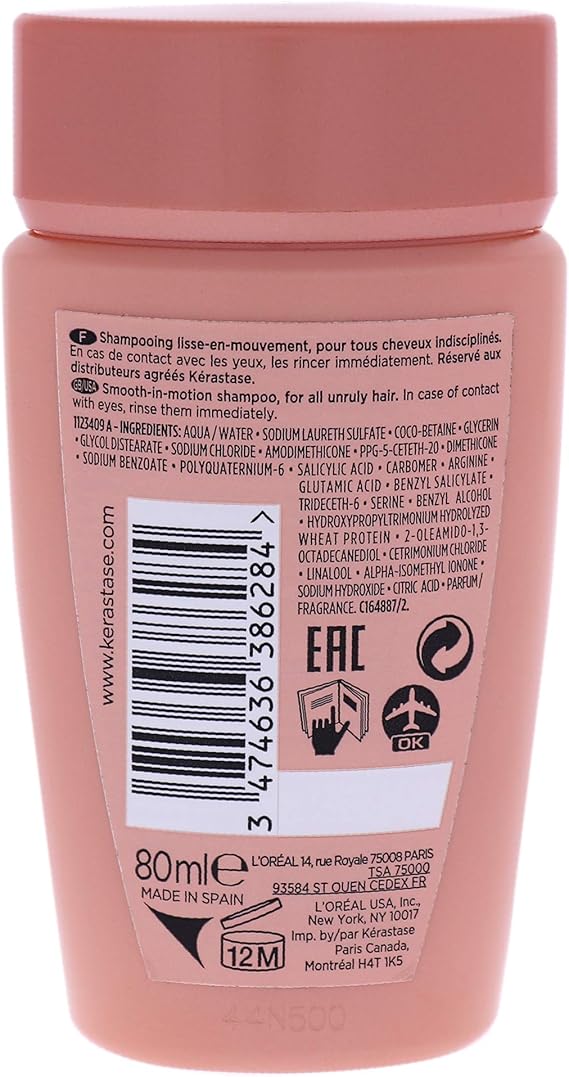 F Shampooing lisse-en-mouvement, pour tous cheveux indisciplinés.
En cas de contact avec les yeux, les rincer immédiatement. Réservé aux
distributeurs agréés Kérastase.
GB/USA Smooth-in-motion shampoo, for all unruly hair. In case of contact
with eyes, rinse them immediately.
1123409 A - INGREDIENTS: AQUA / WATER • SODIUM LAURETH SULFATE • COCO-BETAINE • GLYCERIN
• GLYCOL DISTEARATE • SODIUM CHLORIDE • AMODIMETHICONE • PPG-5-CETETH-20 • DIMETHICONE
• SODIUM BENZOATE • POLYQUATERNIUM-6 • SALICYLIC ACID • CARBOMER • ARGININE •
GLUTAMIC ACID • BENZYL SALICYLATE •
TRIDECETH-6 • SERINE • BENZYL ALCOHOL
• HYDROXYPROPYLTRIMONIUM HYDROLYZED
WHEAT PROTEIN • 2-OLEAMIDO-1,3-
OCTADECANEDIOL • CETRIMONIUM CHLORIDE
• LINALOOL • ALPHA-ISOMETHYL IONONE •
SODIUM HYDROXIDE • CITRIC ACID • PARFUM /
FRAGRANCE. C164887/2.
www.kerastase.com
3 474636 386284 >
EAC
OK
80ml e
MADE IN SPAIN
L'ORÉAL 14, rue Royale 75008 PARIS
TSA 75000
93584 ST OUEN CEDEX FR
12M
L'ORÉAL USA, Inc.,
New York, NY 10017
Imp. by/par Kérastase
Paris Canada,
Montréal H4T 1K5
44N500